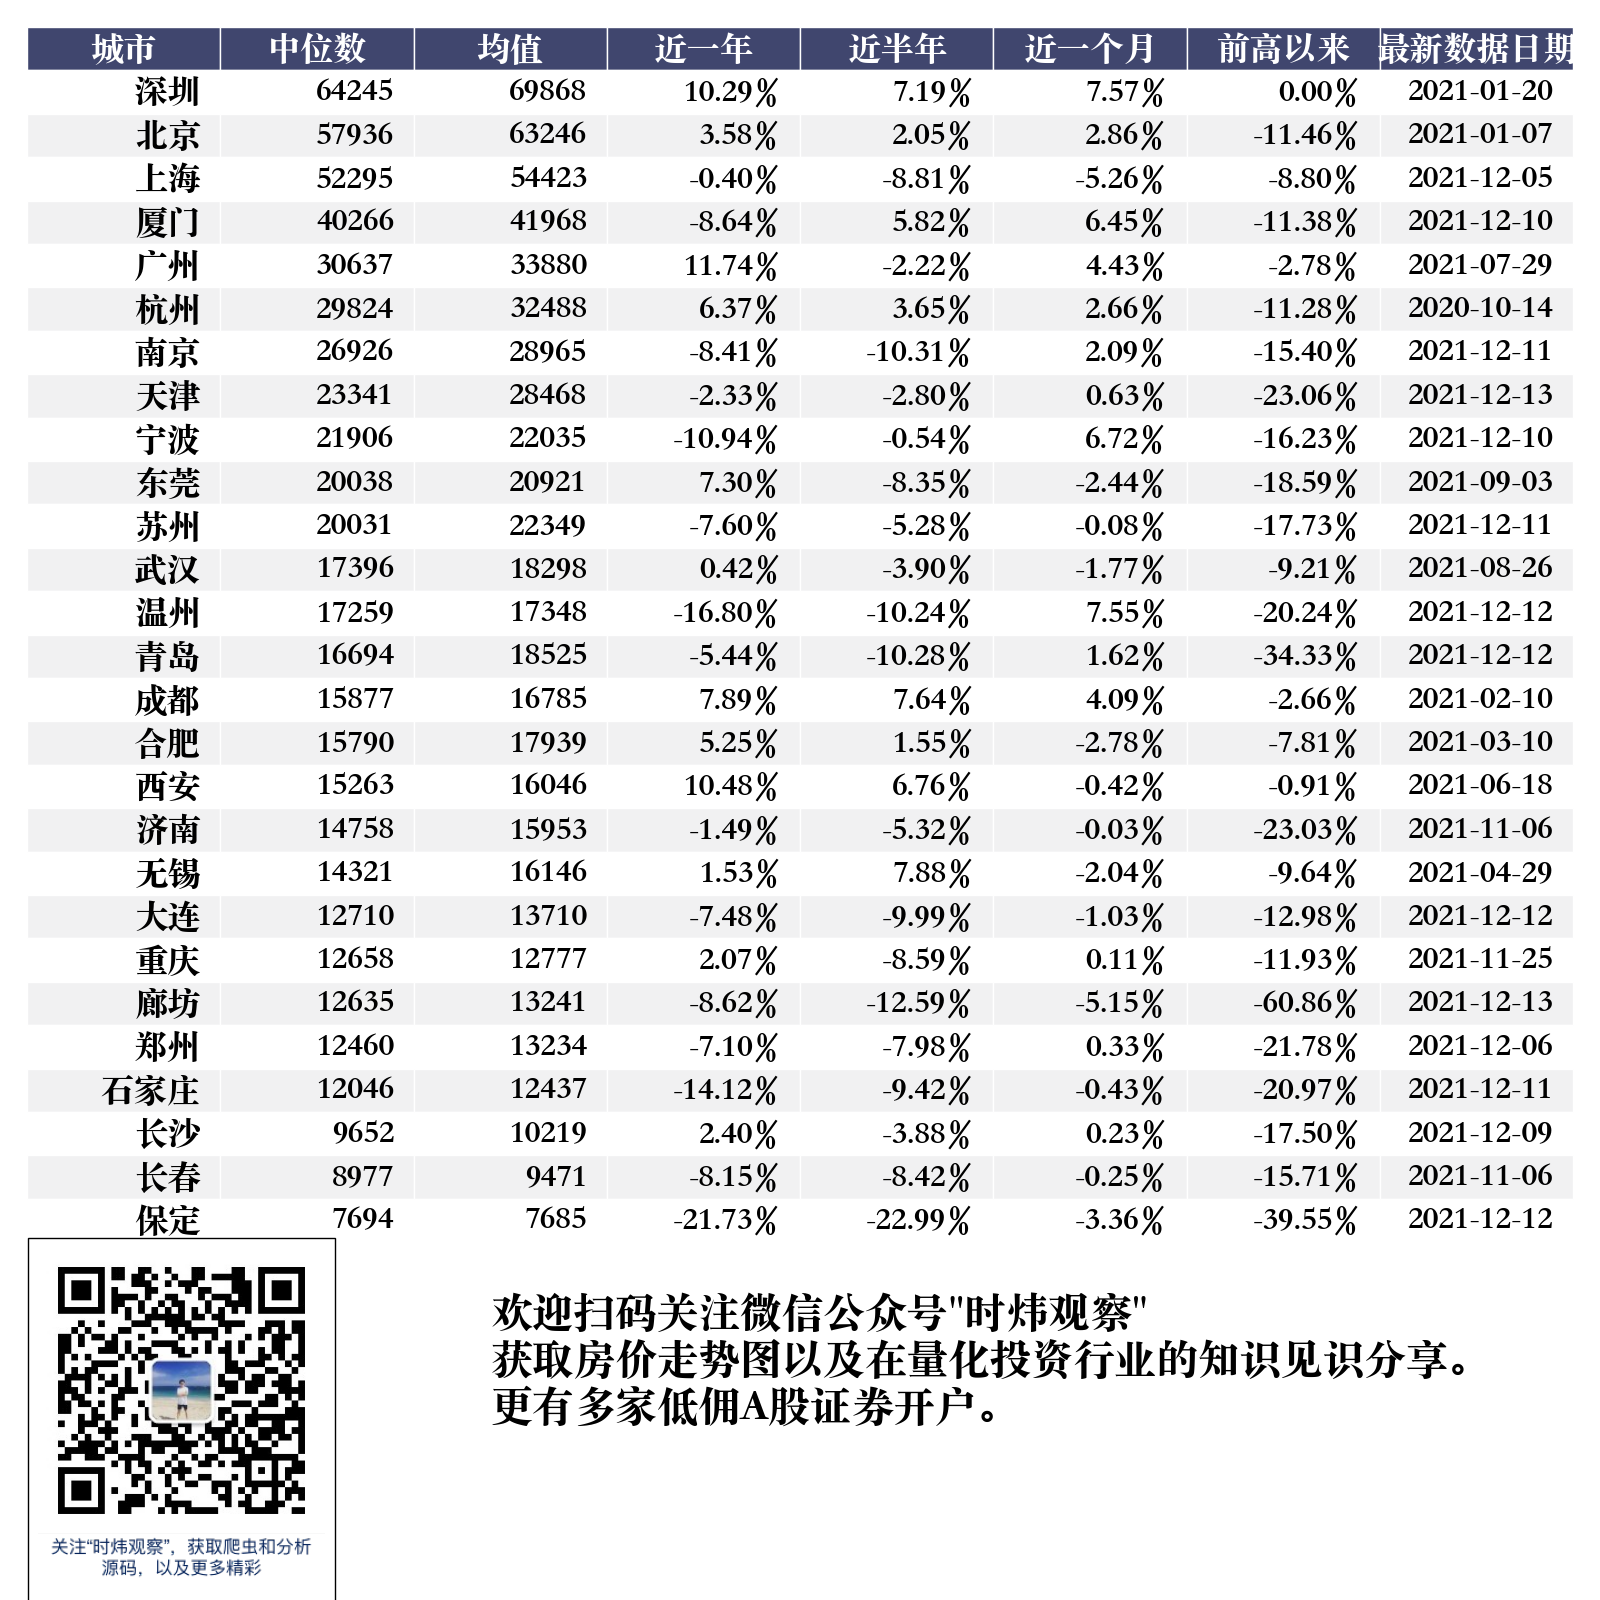 城市 中位数 均值 近一年 近半年 近一个月 前高以来 最新数据日期
深圳 64245 69868 10.29% 7.19% 7.57% 0.00% 2021-01-20
北京 57936 63246 3.58% 2.05% 2.86% -11.46% 2021-01-07
上海 52295 54423 -0.40% -8.81% -5.26% -8.80% 2021-12-05
厦门 40266 41968 -8.64% 5.82% 6.45% -11.38% 2021-12-10
广州 30637 33880 11.74% -2.22% 4.43% -2.78% 2021-07-29
杭州 29824 32488 6.37% 3.65% 2.66% -11.28% 2020-10-14
南京 26926 28965 -8.41% -10.31% 2.09% -15.40% 2021-12-11
天津 23341 28468 -2.33% -2.80% 0.63% -23.06% 2021-12-13
宁波 21906 22035 -10.94% -0.54% 6.72% -16.23% 2021-12-10
东莞 20038 20921 7.30% -8.35% -2.44% -18.59% 2021-09-03
苏州 20031 22349 -7.60% -5.28% -0.08% -17.73% 2021-12-11
武汉 17396 18298 0.42% -3.90% -1.77% -9.21% 2021-08-26
温州 17259 17348 -16.80% -10.24% 7.55% -20.24% 2021-12-12
青岛 16694 18525 -5.44% -10.28% 1.62% -34.33% 2021-12-12
成都 15877 16785 7.89% 7.64% 4.09% -2.66% 2021-02-10
合肥 15790 17939 5.25% 1.55% -2.78% -7.81% 2021-03-10
西安 15263 16046 10.48% 6.76% -0.42% -0.91% 2021-06-18
济南 14758 15953 -1.49% -5.32% -0.03% -23.03% 2021-11-06
无锡 14321 16146 1.53% 7.88% -2.04% -9.64% 2021-04-29
大连 12710 13710 -7.48% -9.99% -1.03% -12.98% 2021-12-12
重庆 12658 12777 2.07% -8.59% 0.11% -11.93% 2021-11-25
廊坊 12635 13241 -8.62% -12.59% -5.15% -60.86% 2021-12-13
郑州 12460 13234 -7.10% -7.98% 0.33% -21.78% 2021-12-06
石家庄 12046 12437 -14.12% -9.42% -0.43% -20.97% 2021-12-11
长沙 9652 10219 2.40% -3.88% 0.23% -17.50% 2021-12-09
长春 8977 9471 -8.15% -8.42% -0.25% -15.71% 2021-11-06
保定 7694 7685 -21.73% -22.99% -3.36% -39.55% 2021-12-12
欢迎扫码关注微信公众号"时炜观察"
获取房价走势图以及在量化投资行业的知识见识分享。
更有多家低佣A股证券开户。
关注“时炜观察”，获取爬虫和分析
源码，以及更多精彩